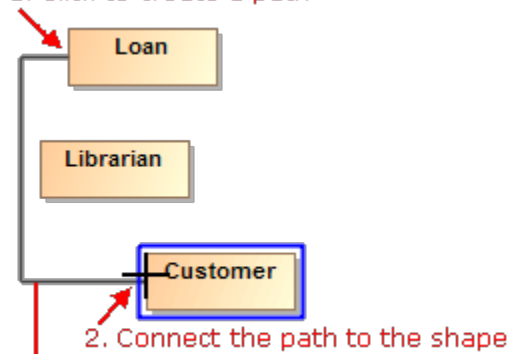 Loan
Librarian
Customer
2. Connect the path to the shape